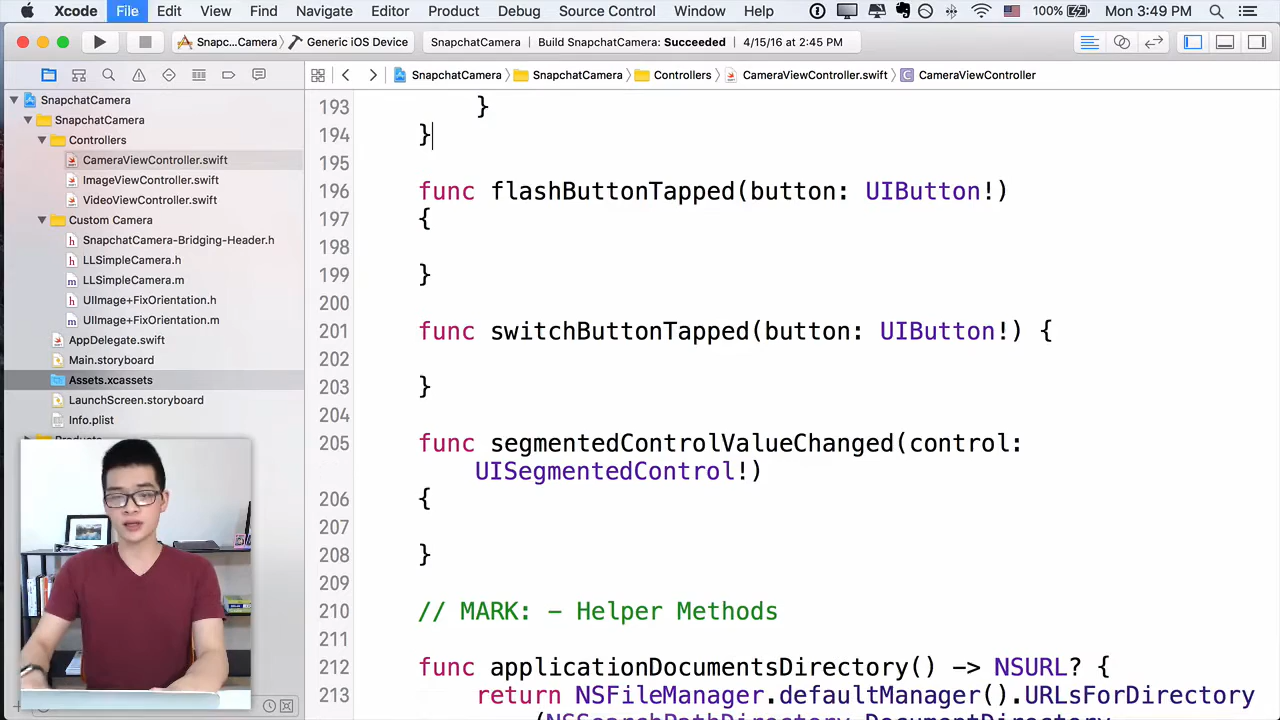 Xcode File Edit View Find Navigate Editor Product Debug Source Control Window Help 100% Mon 3:49 PM
Snapc...Camera Generic iOS Device SnapchatCamera Build SnapchatCamera: Succeeded 4/15/16 at 2:45 PM
SnapchatCamera SnapchatCamera Controllers CameraViewController.swift C CameraViewController
SnapchatCamera
SnapchatCamera
Controllers
CameraViewController.swift
ImageViewController.swift
VideoViewController.swift
Custom Camera
h SnapchatCamera-Bridging-Header.h
h LLSimpleCamera.h
m LLSimpleCamera.m
h UIImage+FixOrientation.h
m UIImage+FixOrientation.m
AppDelegate.swift
Main.storyboard
Assets.xcassets
LaunchScreen.storyboard
Info.plist
Products
193 }
194 }
195
196 func flashButtonTapped(button: UIButton!)
197 {
198
199 }
200
201 func switchButtonTapped(button: UIButton!) {
202
203 }
204
205 func segmentedControlValueChanged(control:
UISegmentedControl!)
206 {
207
208 }
209
210 // MARK: - Helper Methods
211
212 func applicationDocumentsDirectory() -> NSURL? {
213 return NSFileManager.defaultManager().URLsForDirectory
(NSSearchPathDirectory.DocumentDirectory,